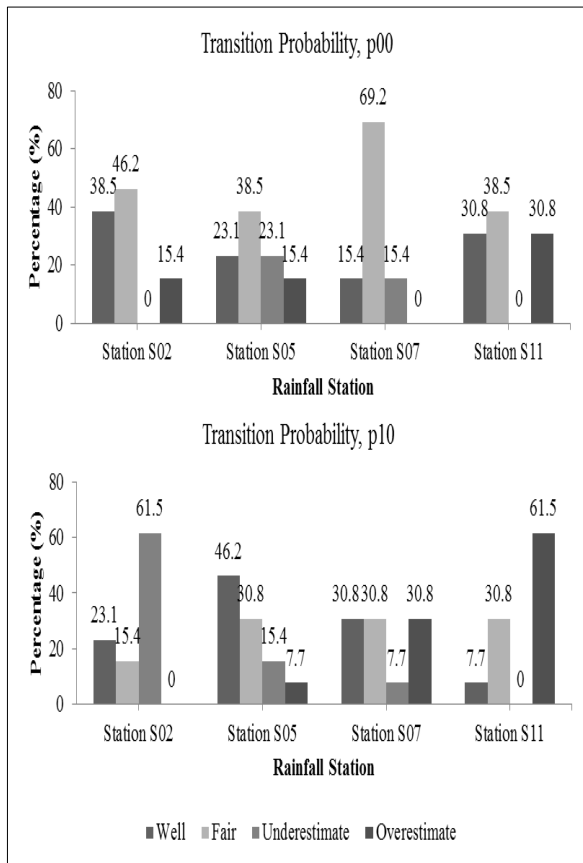 Transition Probability, p00
Percentage (%)
80
60
40
20
0
38.5
46.2
0
15.4
23.1
38.5
23.1
15.4
15.4
69.2
15.4
0
30.8
38.5
0
30.8
Station S02
Station S05
Station S07
Station S11
Rainfall Station
Transition Probability, p10
Percentage (%)
80
60
40
20
0
23.1
15.4
61.5
0
46.2
30.8
15.4
7.7
30.8
30.8
7.7
30.8
7.7
30.8
0
61.5
Station S02
Station S05
Station S07
Station S11
Rainfall Station
Well
Fair
Underestimate
Overestimate